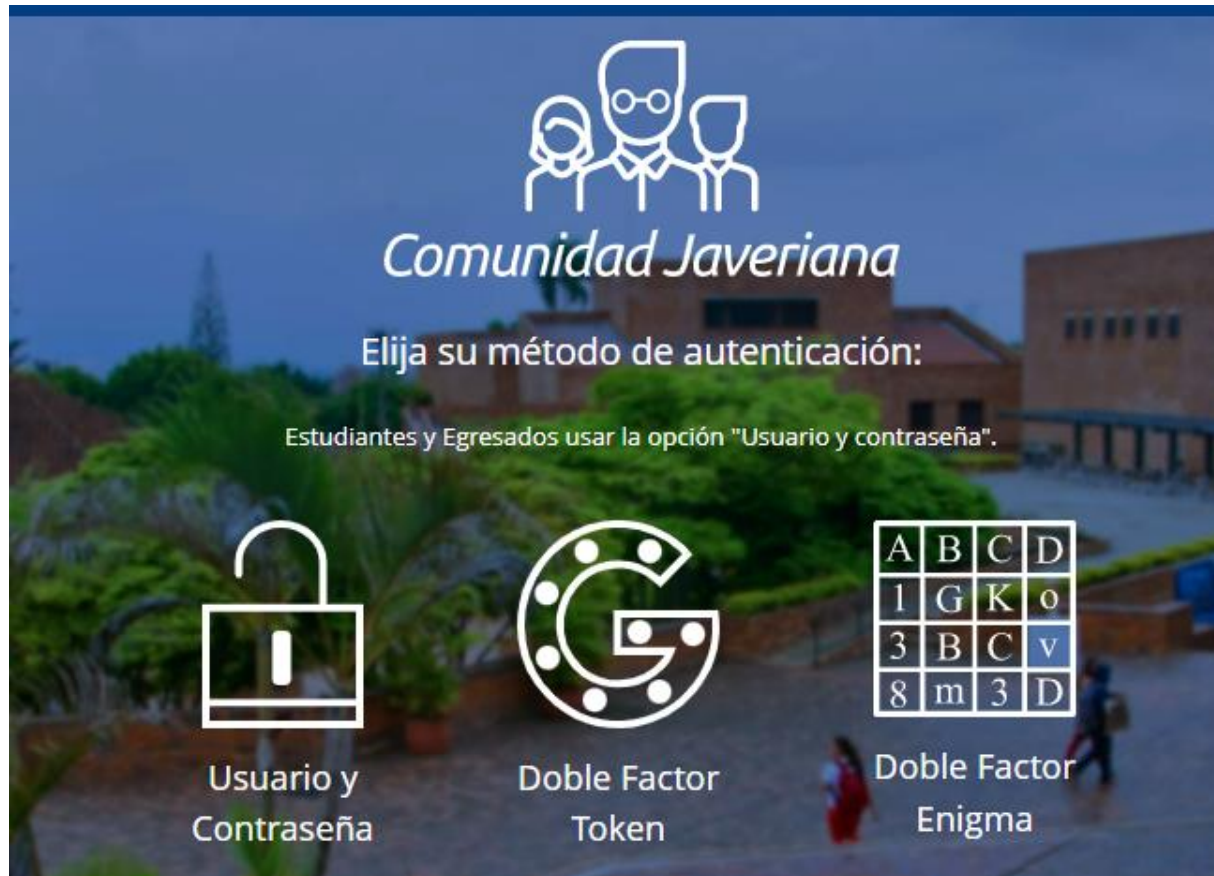 Comunidad Javeriana
Elija su método de autenticación:
Estudiantes y Egresados usar la opción "Usuario y contraseña".
A B C D
1 G K o
3 B C v
8 m 3 D
Usuario y
Contraseña
Doble Factor
Token
Doble Factor
Enigma